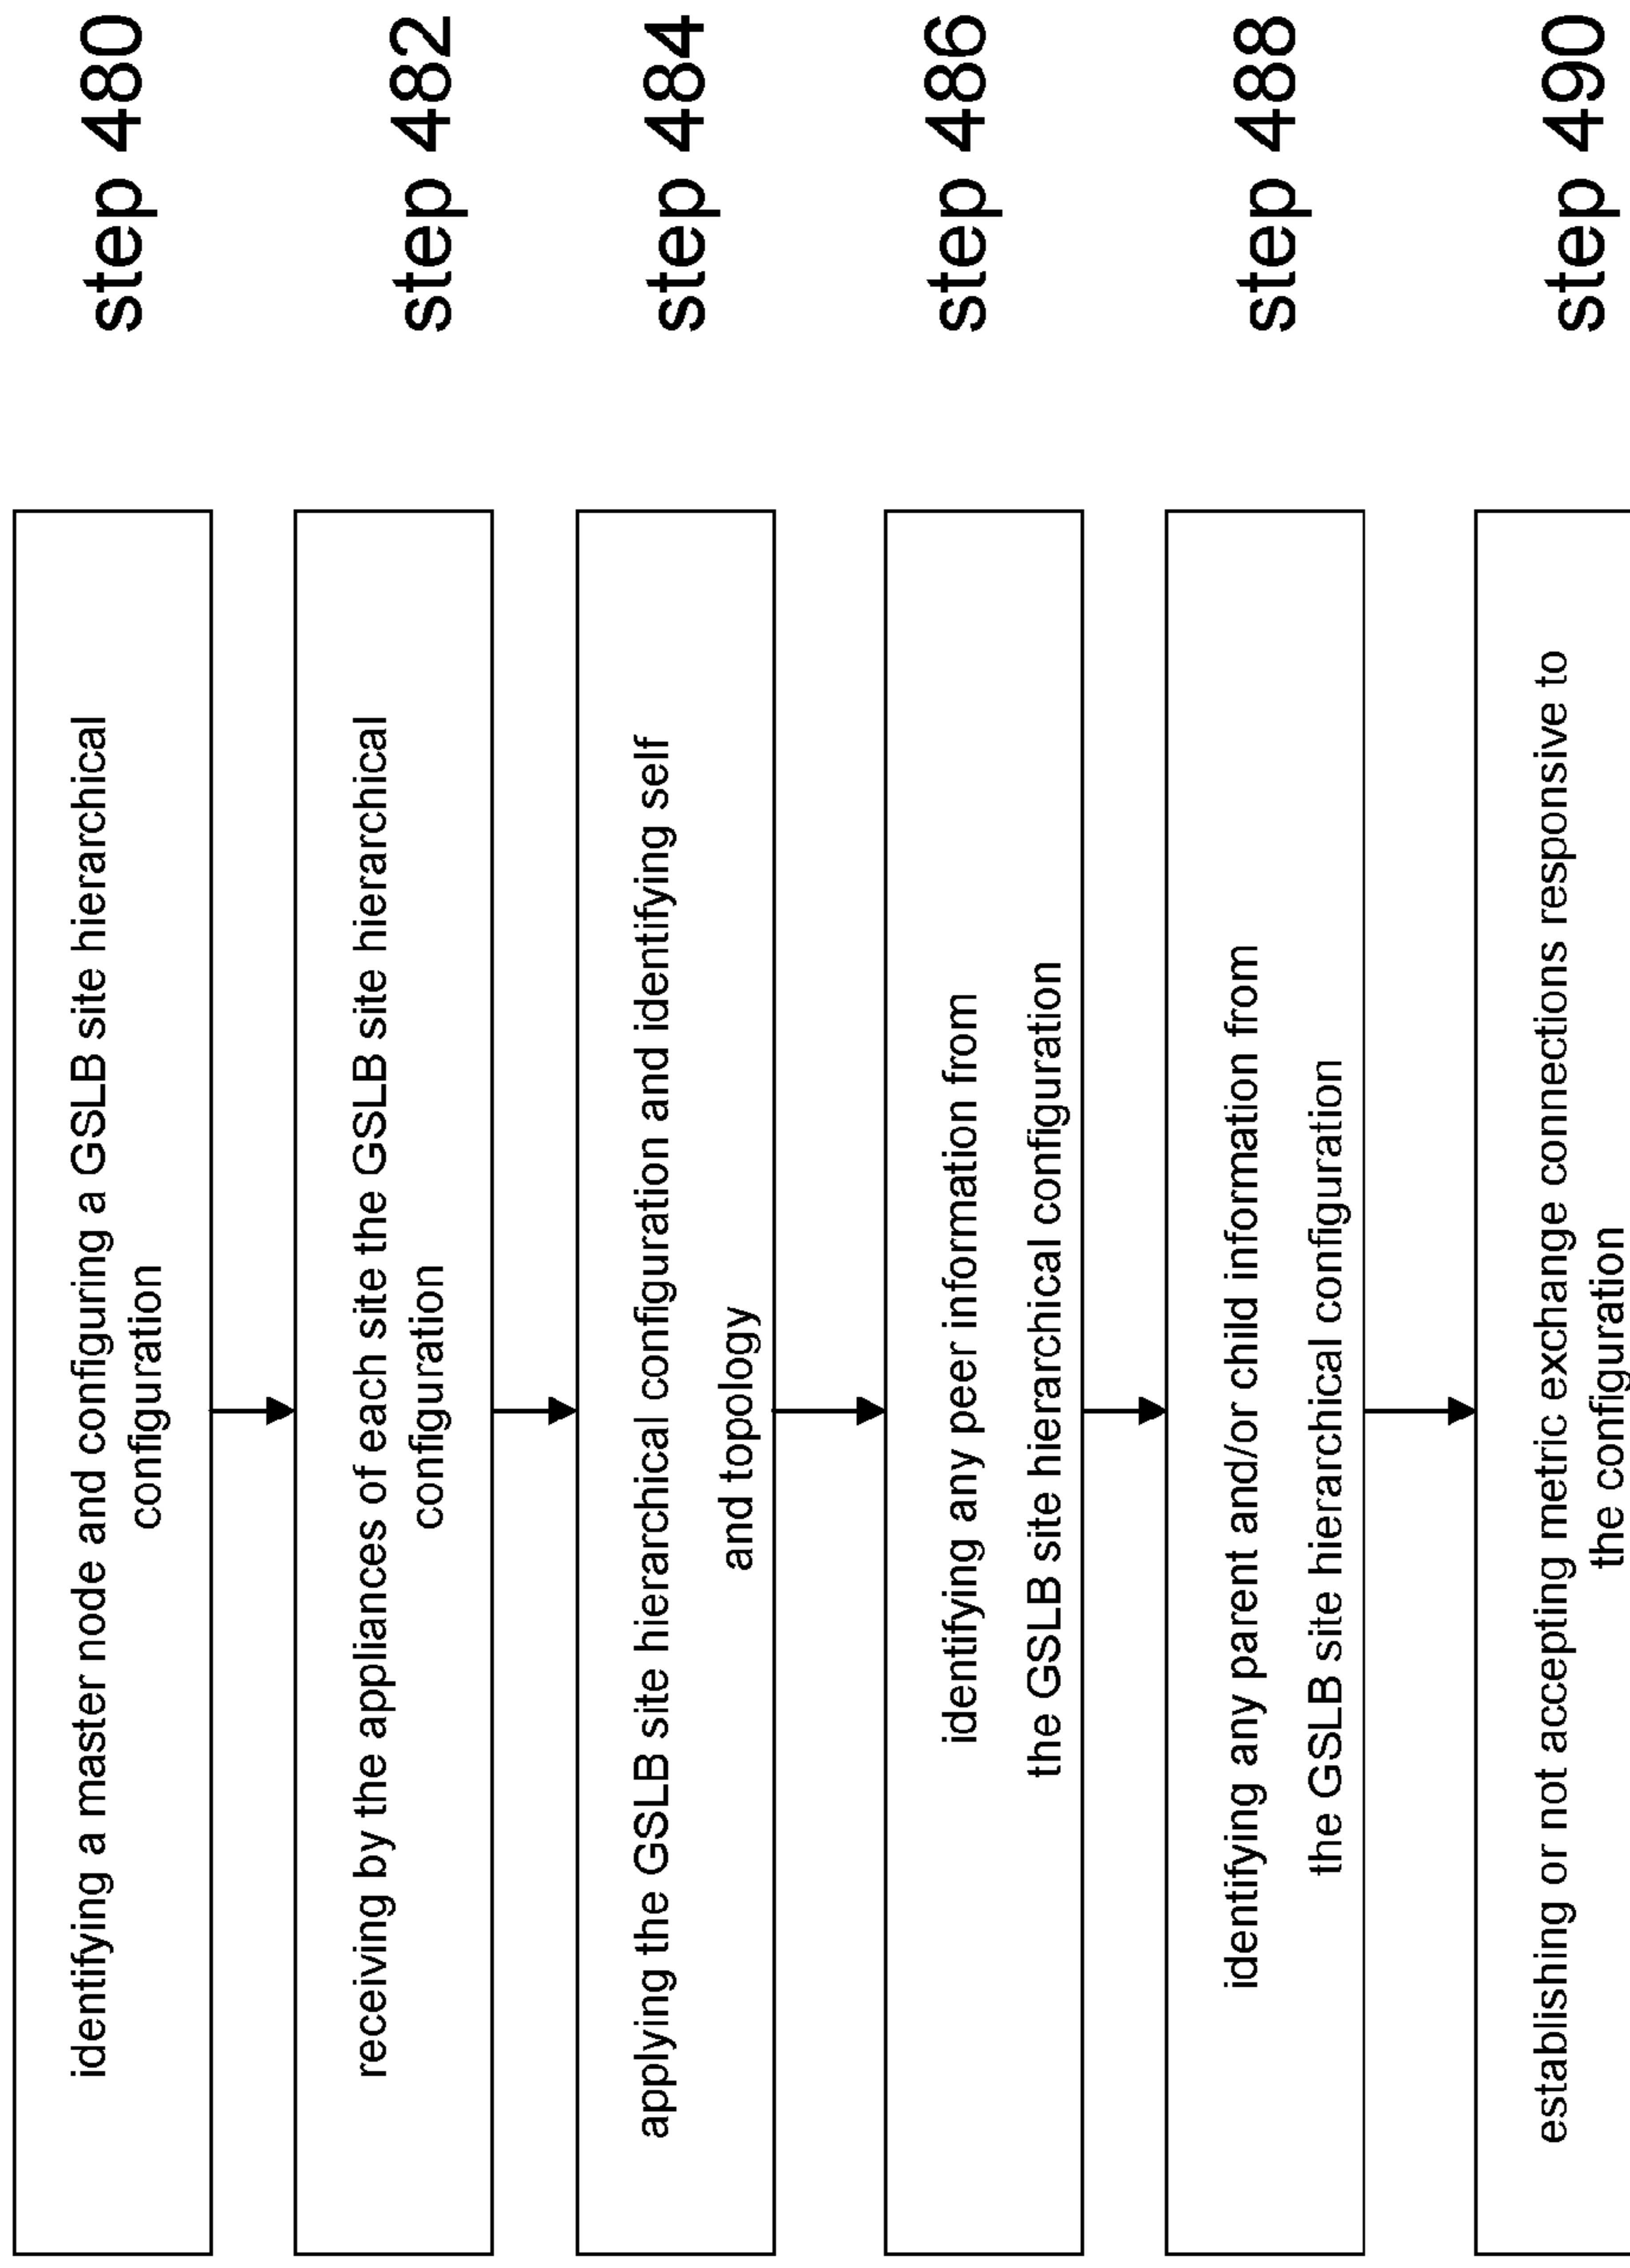 identifying a master node and configuring a GSLB site hierarchical
configuration
step 480
receiving by the appliances of each site the GSLB site hierarchical
configuration
step 482
applying the GSLB site hierarchical configuration and identifying self
and topology
step 484
identifying any peer information from
the GSLB site hierarchical configuration
step 486
identifying any parent and/or child information from
the GSLB site hierarchical configuration
step 488
establishing or not accepting metric exchange connections responsive to
the configuration
step 490